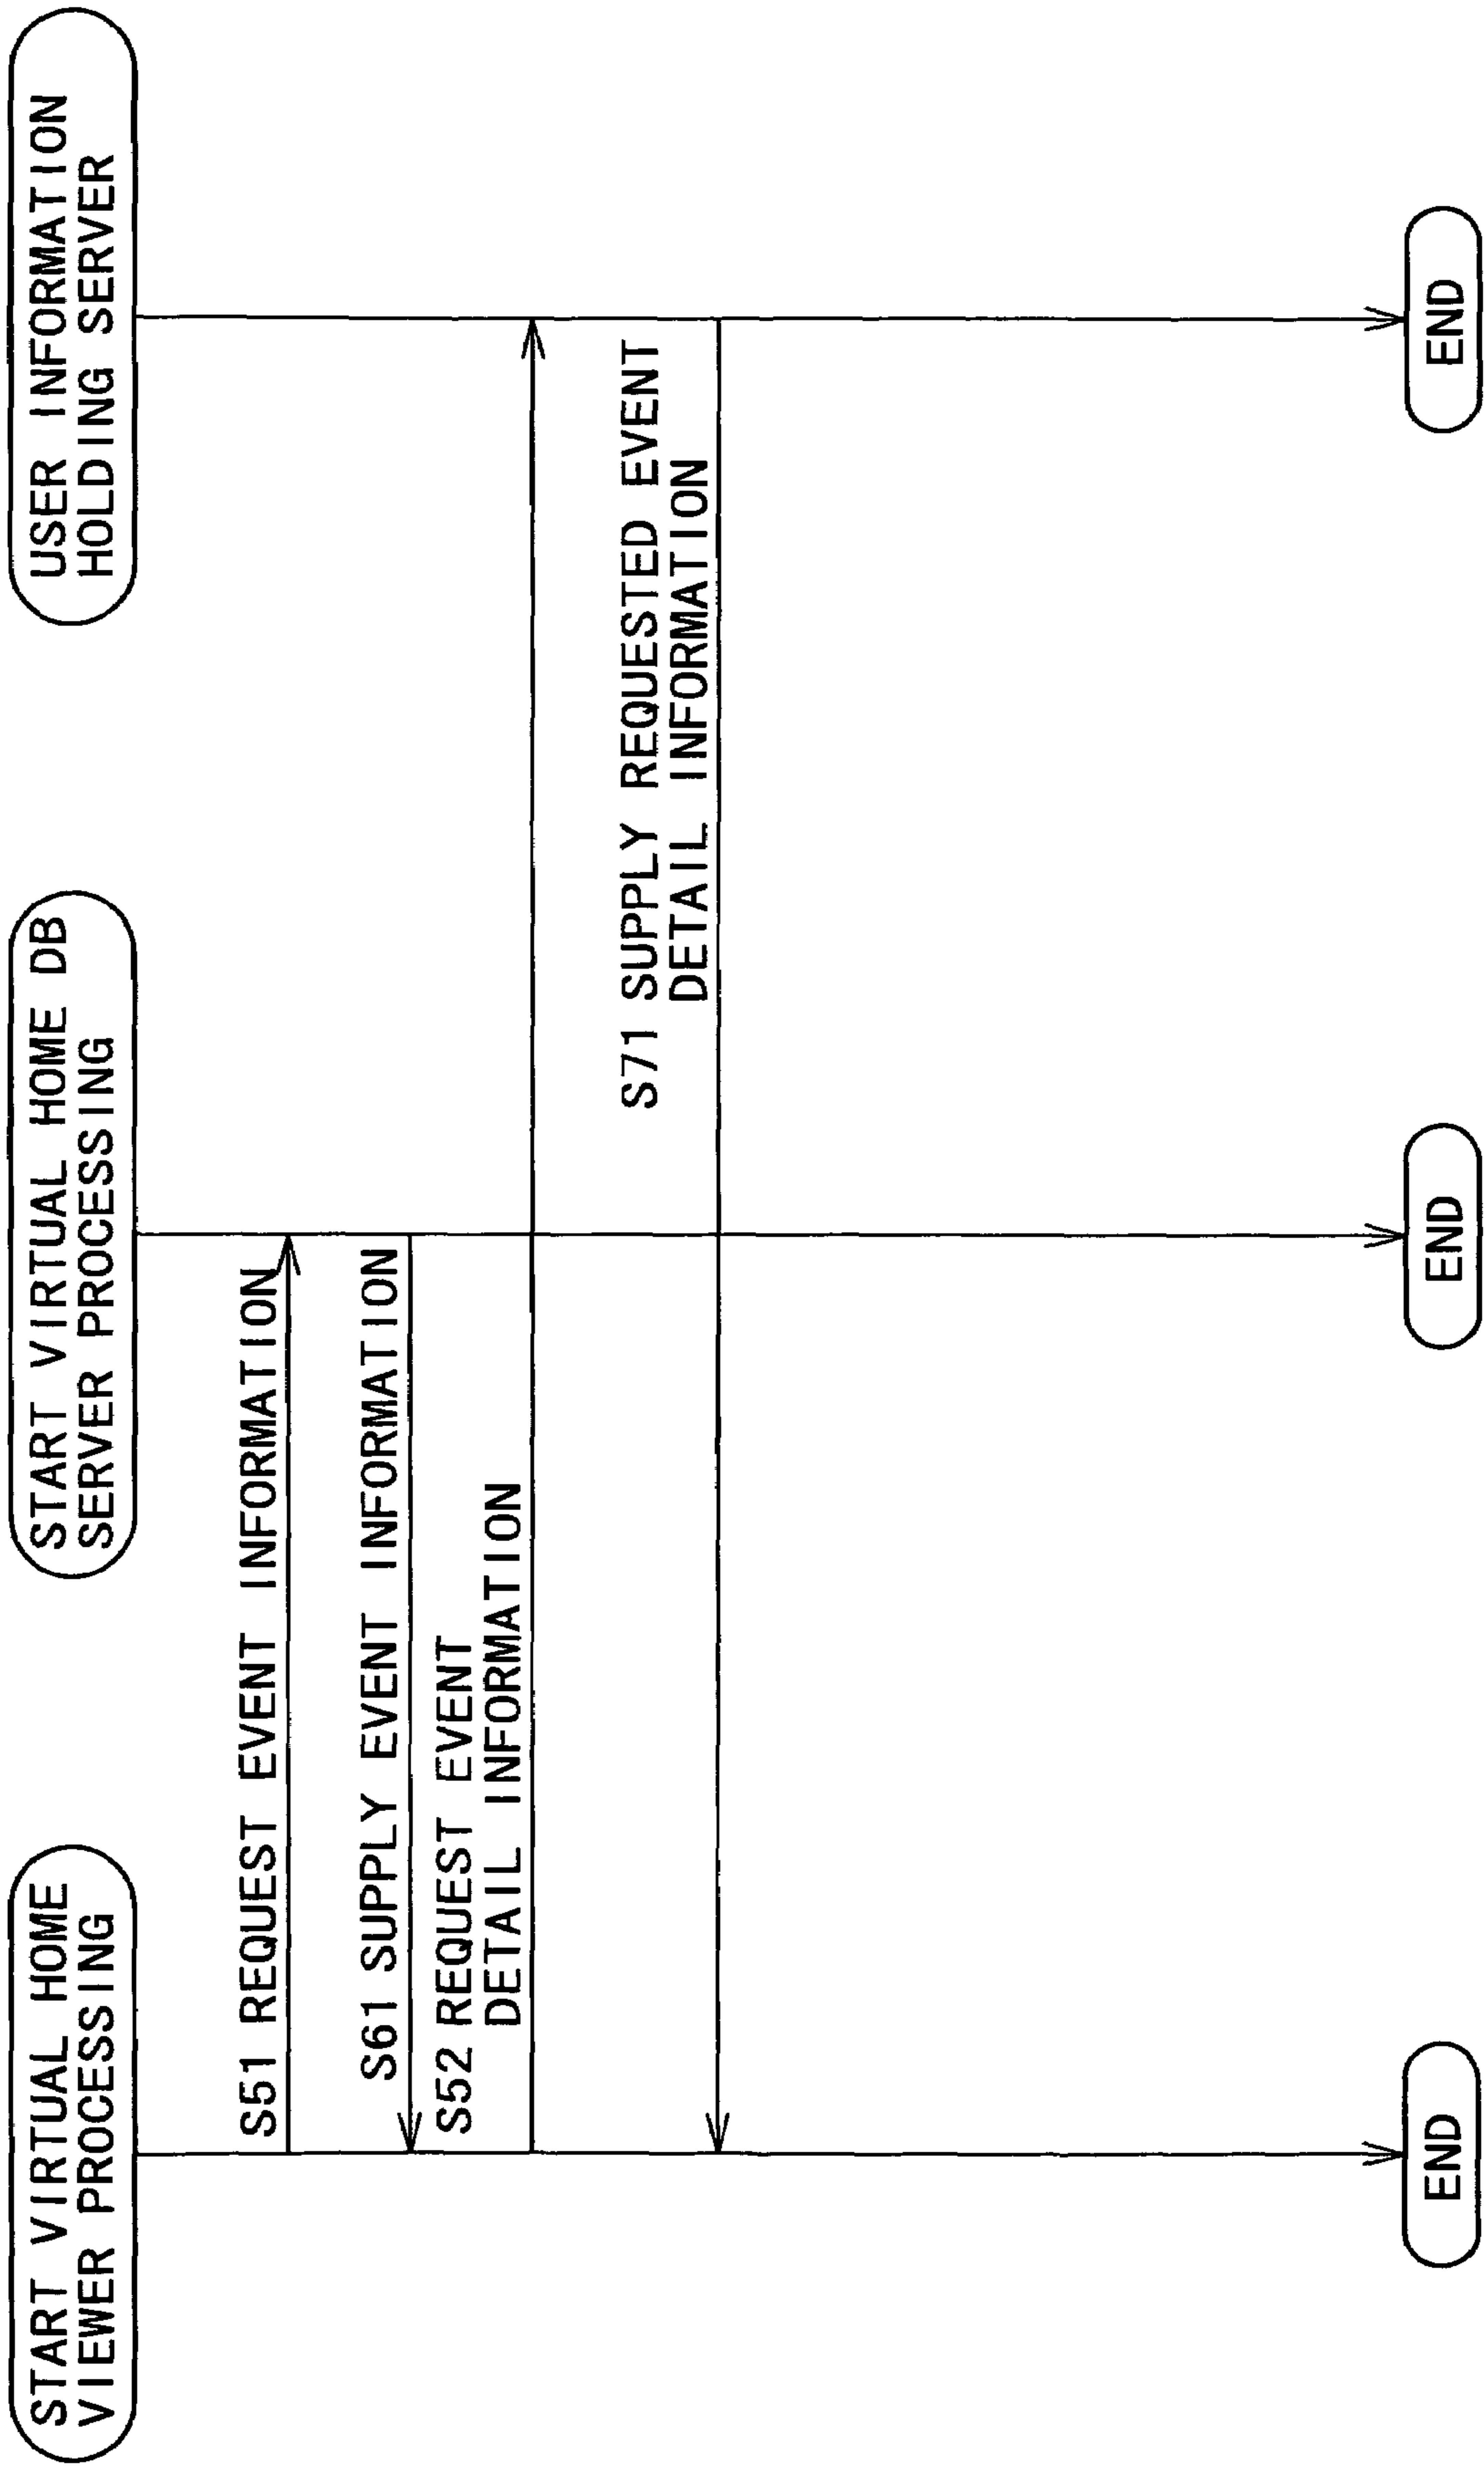 START VIRTUAL HOME
VIEWER PROCESSING
START VIRTUAL HOME DB
SERVER PROCESSING
USER INFORMATION
HOLDING SERVER
S51 REQUEST EVENT INFORMATION
S61 SUPPLY EVENT INFORMATION
S52 REQUEST EVENT
DETAIL INFORMATION
S71 SUPPLY REQUESTED EVENT
DETAIL INFORMATION
END
END
END